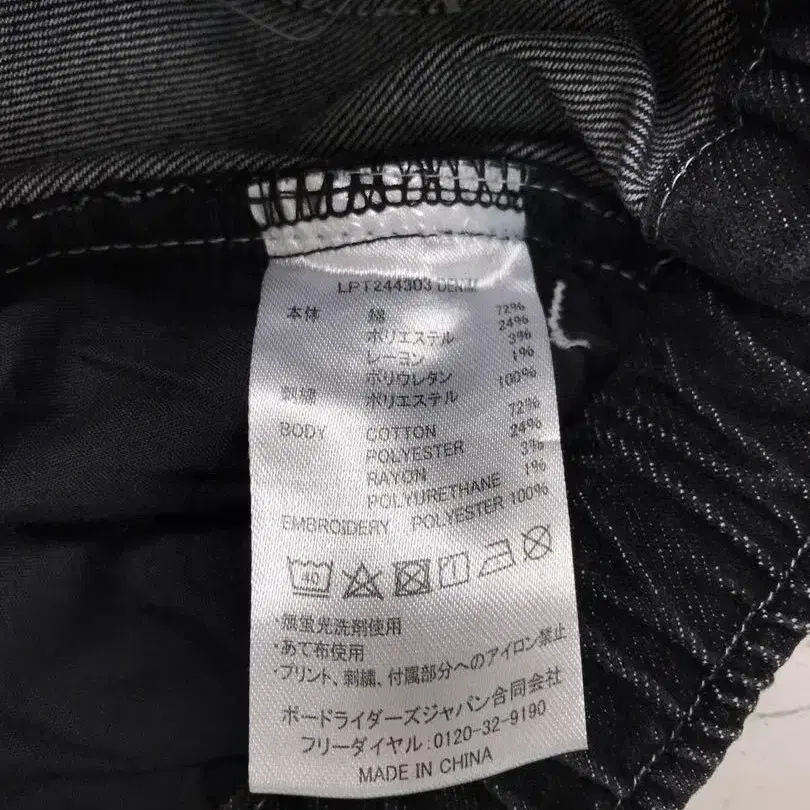 LPT244303 DENIM
本体 綿 72%
ポリエステル 24%
レーヨン 3%
ポリウレタン 1%
刺繍 ポリエステル 100%
BODY COTTON 72%
POLYESTER 24%
RAYON 3%
POLYURETHANE 1%
EMBROIDERY POLYESTER 100%
40
・無蛍光洗剤使用
・あて布使用
・プリント、刺繍、付属部分へのアイロン禁止
ボードライダーズジャパン合同会社
フリーダイヤル:0120-32-9190
MADE IN CHINA